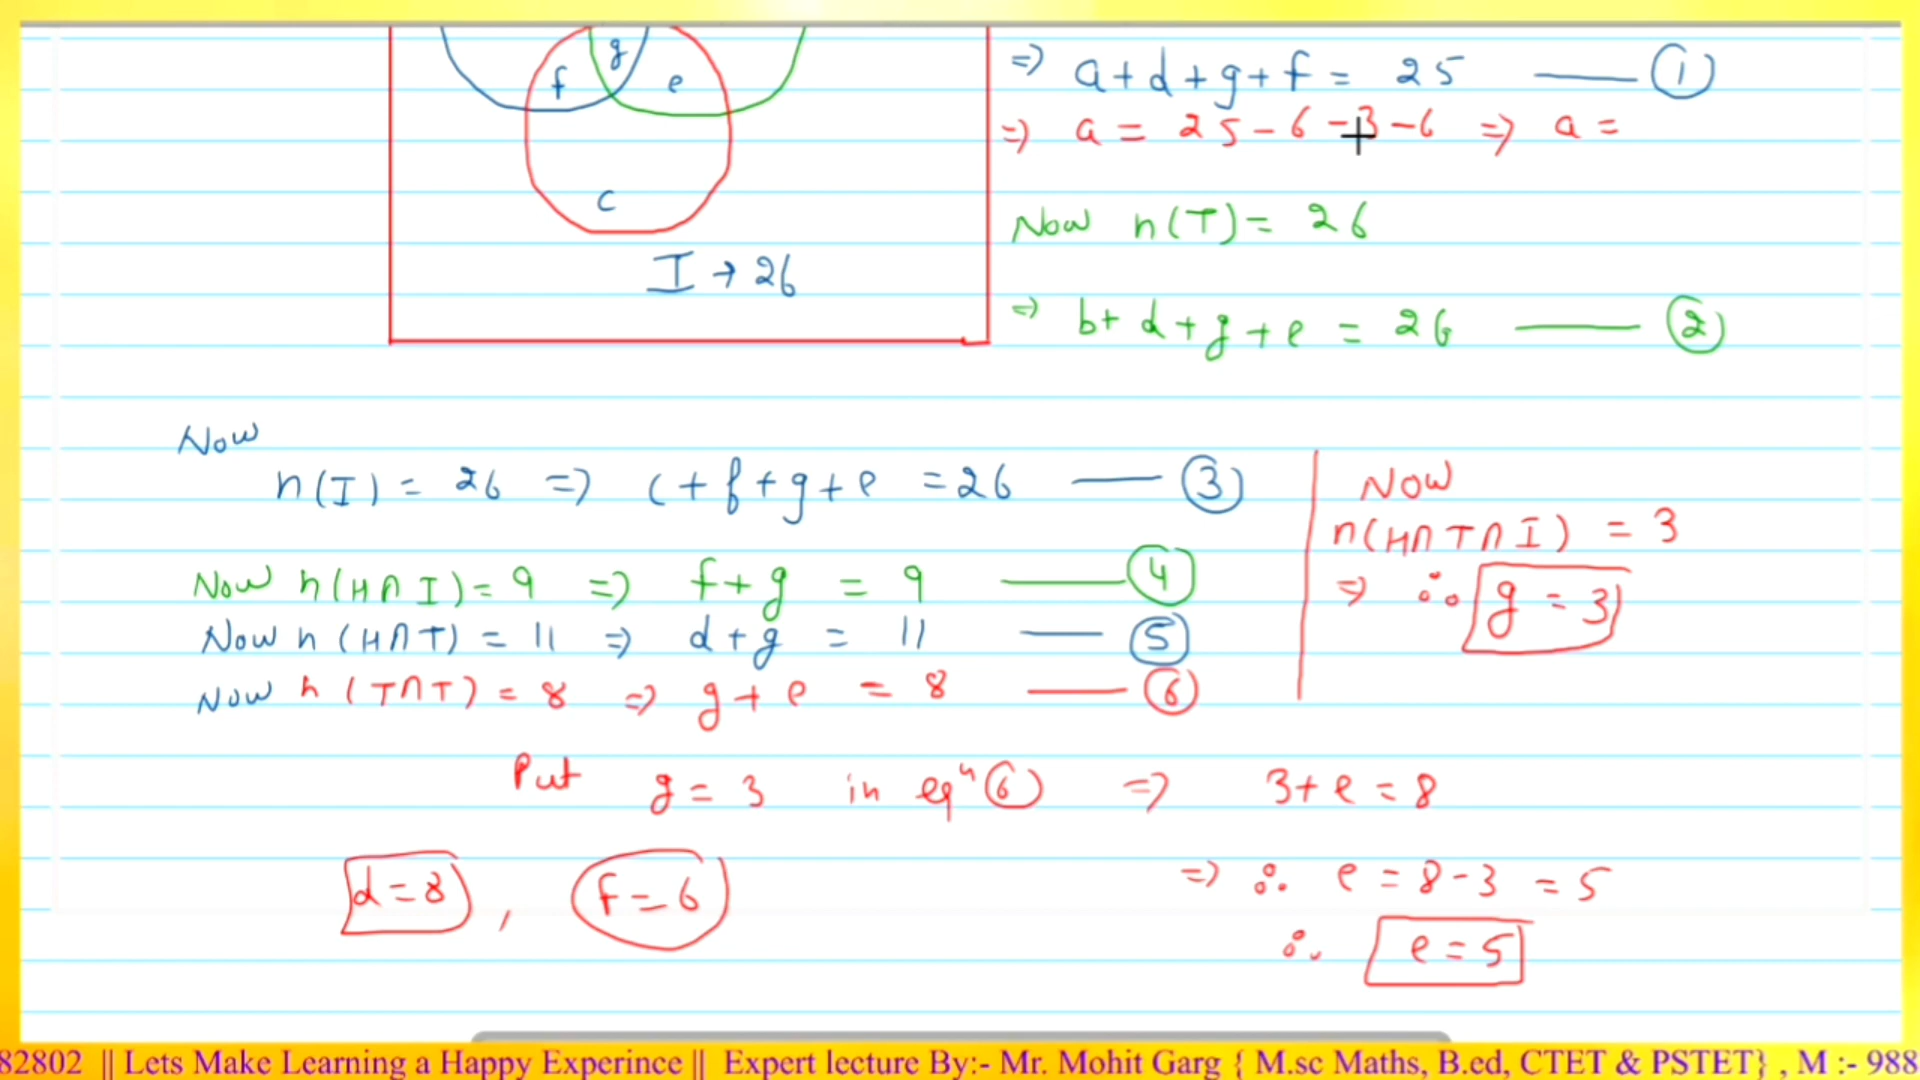 g
f e
c
I → 26
⇒ a + d + g + f = 25 —— ①
⇒ a = 25 - 6 - 3 - 6 ⇒ a =
Now n(T) = 26
⇒ b + d + g + e = 26 —— ②
Now
n(I) = 26 ⇒ c + f + g + e = 26 —— ③
Now n(H∩I) = 9 ⇒ f + g = 9 —— ④
Now n(H∩T) = 11 ⇒ d + g = 11 —— ⑤
Now n(T∩T) = 8 ⇒ g + e = 8 —— ⑥
Now
n(H∩T∩I) = 3
⇒ ∴ g = 3
Put g = 3 in eqⁿ ⑥ ⇒ 3 + e = 8
d = 8 , f = 6
⇒ ∴ e = 8 - 3 = 5
∴ e = 5
82802 || Lets Make Learning a Happy Experince || Expert lecture By:- Mr. Mohit Garg { M.sc Maths, B.ed, CTET & PSTET} , M :- 988